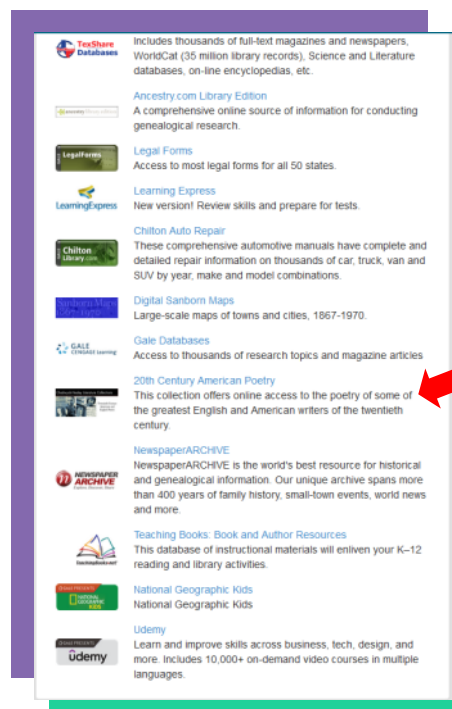 TexShare
Databases
Includes thousands of full-text magazines and newspapers,
WorldCat (35 million library records), Science and Literature
databases, on-line encyclopedias, etc.
Ancestry.com Library Edition
A comprehensive online source of information for conducting
genealogical research.
LegalForms
Legal Forms
Access to most legal forms for all 50 states.
LearningExpress
Learning Express
New version! Review skills and prepare for tests.
Chilton
Library.com
Chilton Auto Repair
These comprehensive automotive manuals have complete and
detailed repair information on thousands of car, truck, van and
SUV by year, make and model combinations.
Digital Sanborn Maps
Large-scale maps of towns and cities, 1867-1970.
GALE
CENGAGE Learning
Gale Databases
Access to thousands of research topics and magazine articles
20th Century American Poetry
This collection offers online access to the poetry of some of
the greatest English and American writers of the twentieth
century.
NEWSPAPER
ARCHIVE
NewspaperARCHIVE
NewspaperARCHIVE is the world's best resource for historical
and genealogical information. Our unique archive spans more
than 400 years of family history, small-town events, world news
and more.
TeachingBooks.net
Teaching Books: Book and Author Resources
This database of instructional materials will enliven your K–12
reading and library activities.
NATIONAL
GEOGRAPHIC
KIDS
National Geographic Kids
National Geographic Kids
udemy
Udemy
Learn and improve skills across business, tech, design, and
more. Includes 10,000+ on-demand video courses in multiple
languages.